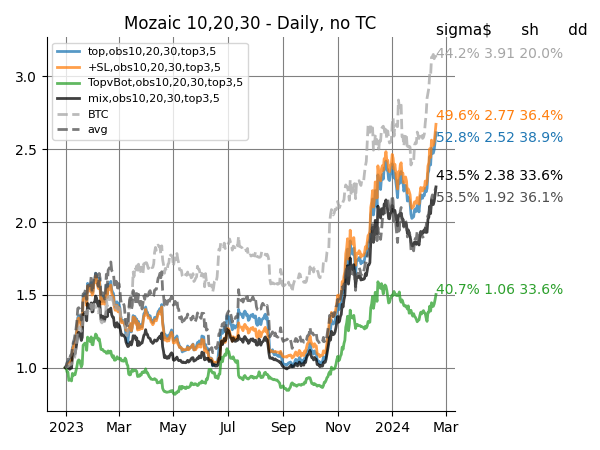 Mozaic 10,20,30 - Daily, no TC
sigma$ sh dd
top,obs10,20,30,top3,5
+SL,obs10,20,30,top3,5
TopvBot,obs10,20,30,top3,5
mix,obs10,20,30,top3,5
BTC
avg
44.2% 3.91 20.0%
49.6% 2.77 36.4%
52.8% 2.52 38.9%
43.5% 2.38 33.6%
53.5% 1.92 36.1%
40.7% 1.06 33.6%
3.0
2.5
2.0
1.5
1.0
2023 Mar May Jul Sep Nov 2024 Mar